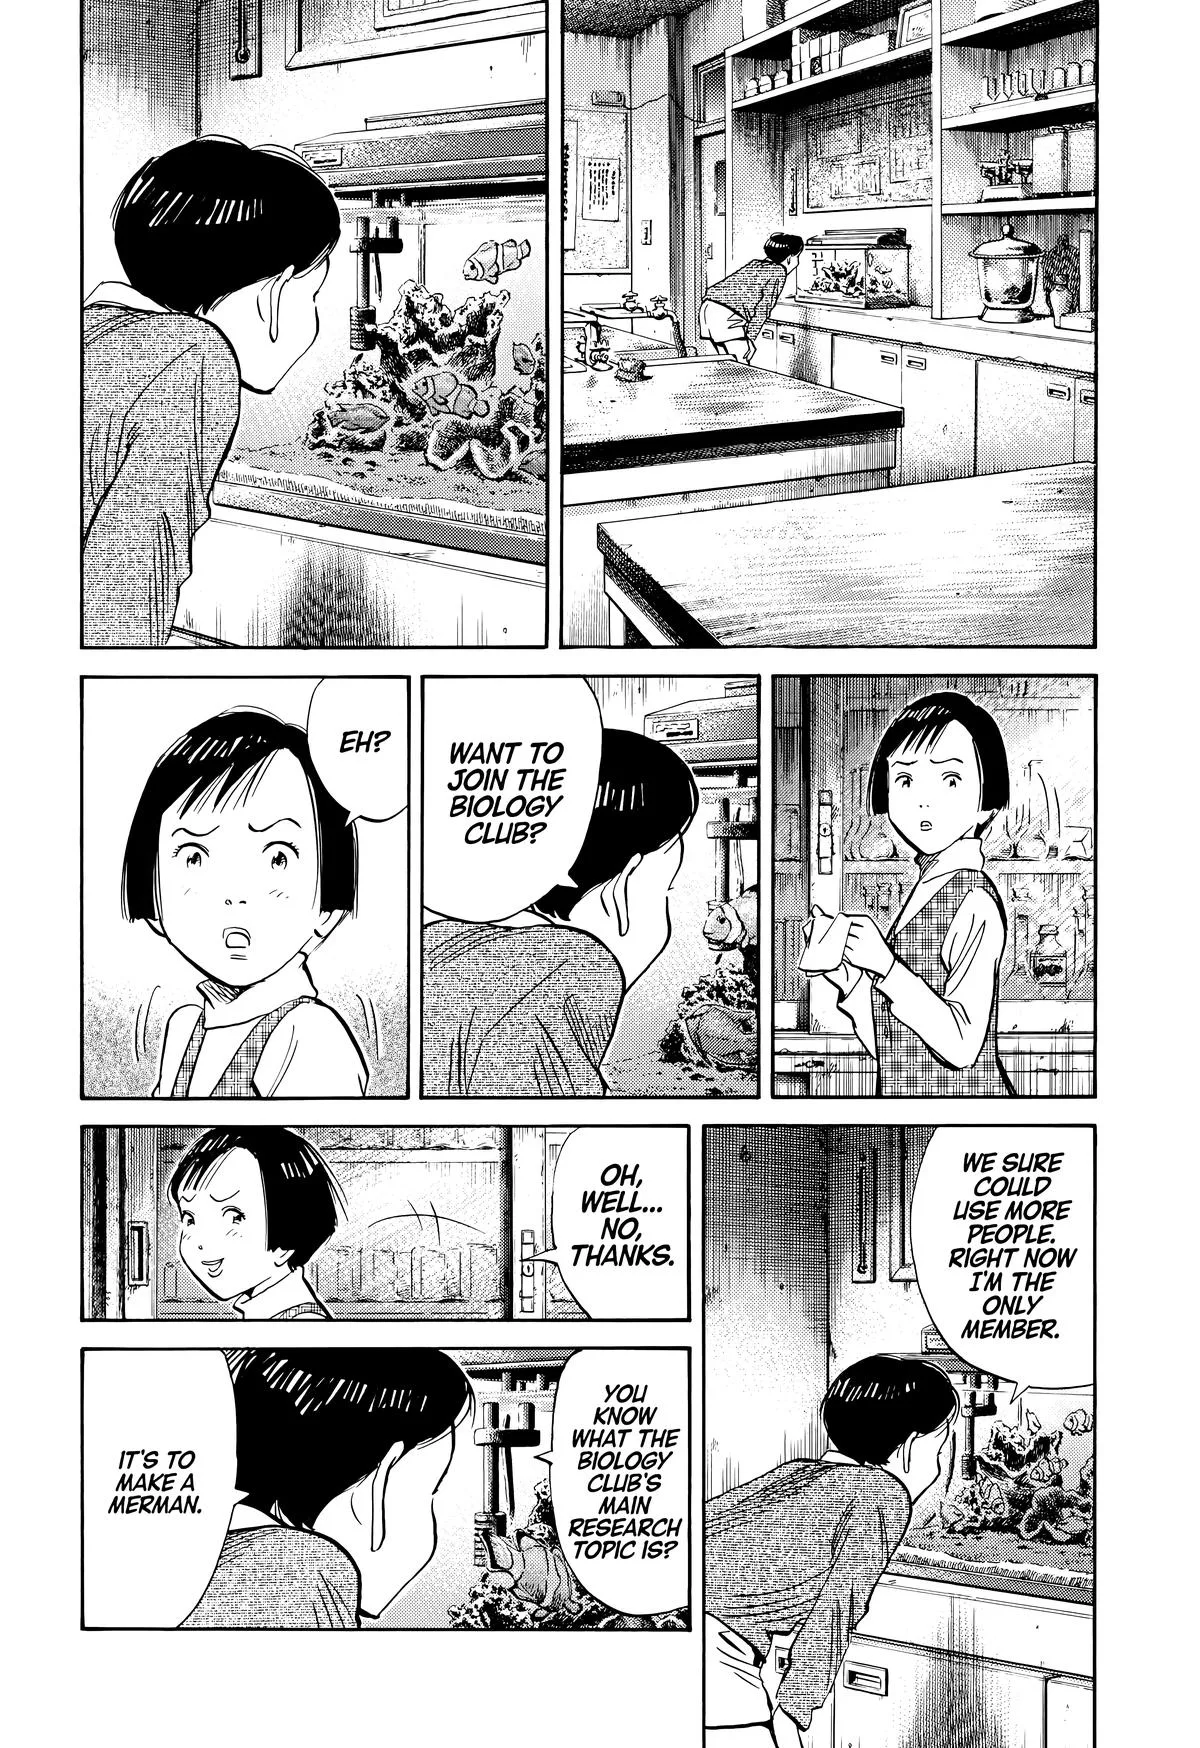 WANT TO
JOIN THE
BIOLOGY
CLUB?
EH?
WE SURE
COULD
USE MORE
PEOPLE.
RIGHT NOW
I'M THE
ONLY
MEMBER.
OH,
WELL...
NO,
THANKS.
YOU
KNOW
WHAT THE
BIOLOGY
CLUB'S
MAIN
RESEARCH
TOPIC IS?
IT'S TO
MAKE A
MERMAN.